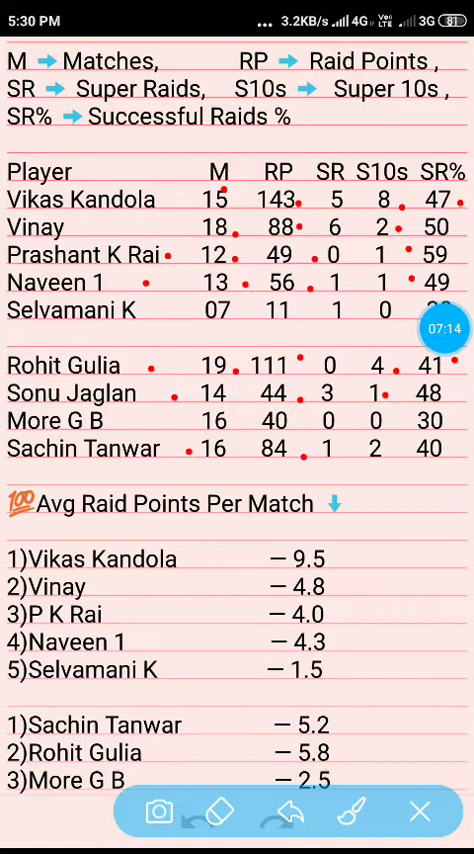 5:30 PM ... 3.2KB/s 4G Vo) LTE 3G 81
M ➡ Matches, RP ➡ Raid Points ,
SR ➡ Super Raids, S10s ➡ Super 10s ,
SR% ➡ Successful Raids %
Player M RP SR S10s SR%
Vikas Kandola 15 143 5 8 47
Vinay 18 88 6 2 50
Prashant K Rai 12 49 0 1 59
Naveen 1 13 56 1 1 49
Selvamani K 07 11 1 0
07:14
Rohit Gulia 19 111 0 4 41
Sonu Jaglan 14 44 3 1 48
More G B 16 40 0 0 30
Sachin Tanwar 16 84 1 2 40
💯Avg Raid Points Per Match ⬇
1)Vikas Kandola – 9.5
2)Vinay – 4.8
3)P K Rai – 4.0
4)Naveen 1 – 4.3
5)Selvamani K – 1.5
1)Sachin Tanwar – 5.2
2)Rohit Gulia – 5.8
3)More G B – 2.5